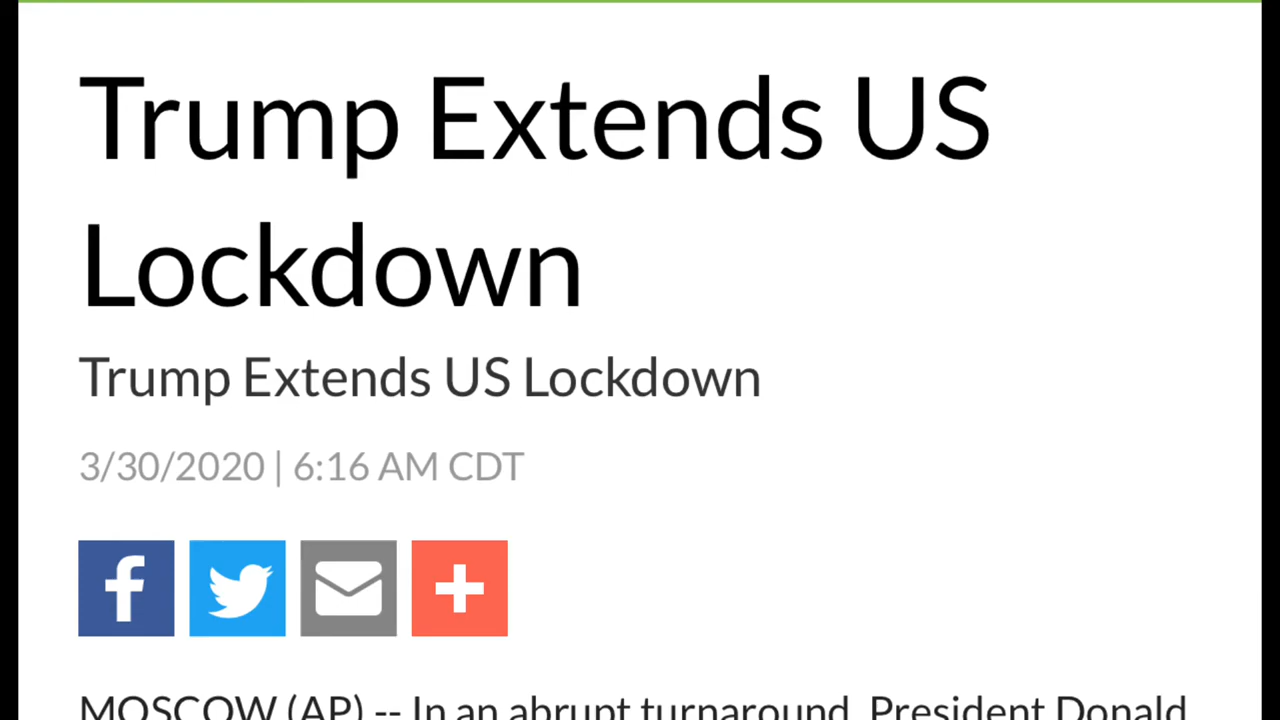 Trump Extends US
Lockdown
Trump Extends US Lockdown
3/30/2020 | 6:16 AM CDT
MOSCOW (AP) -- In an abrupt turnaround, President Donald